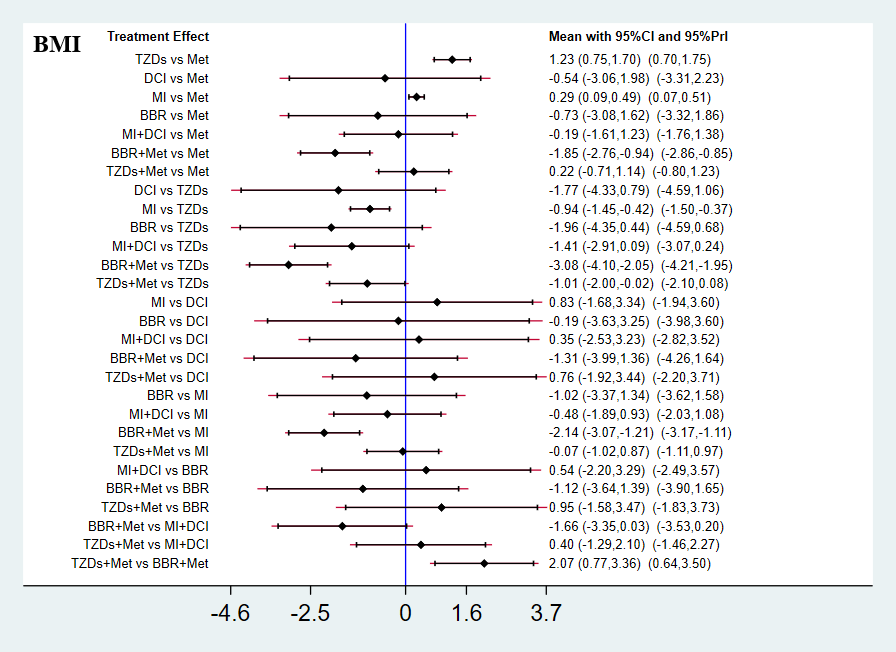 BMI
Treatment Effect Mean with 95%CI and 95%PrI
TZDs vs Met 1.23 (0.75,1.70) (0.70,1.75)
DCI vs Met -0.54 (-3.06,1.98) (-3.31,2.23)
MI vs Met 0.29 (0.09,0.49) (0.07,0.51)
BBR vs Met -0.73 (-3.08,1.62) (-3.32,1.86)
MI+DCI vs Met -0.19 (-1.61,1.23) (-1.76,1.38)
BBR+Met vs Met -1.85 (-2.76,-0.94) (-2.86,-0.85)
TZDs+Met vs Met 0.22 (-0.71,1.14) (-0.80,1.23)
DCI vs TZDs -1.77 (-4.33,0.79) (-4.59,1.06)
MI vs TZDs -0.94 (-1.45,-0.42) (-1.50,-0.37)
BBR vs TZDs -1.96 (-4.35,0.44) (-4.59,0.68)
MI+DCI vs TZDs -1.41 (-2.91,0.09) (-3.07,0.24)
BBR+Met vs TZDs -3.08 (-4.10,-2.05) (-4.21,-1.95)
TZDs+Met vs TZDs -1.01 (-2.00,-0.02) (-2.10,0.08)
MI vs DCI 0.83 (-1.68,3.34) (-1.94,3.60)
BBR vs DCI -0.19 (-3.63,3.25) (-3.98,3.60)
MI+DCI vs DCI 0.35 (-2.53,3.23) (-2.82,3.52)
BBR+Met vs DCI -1.31 (-3.99,1.36) (-4.26,1.64)
TZDs+Met vs DCI 0.76 (-1.92,3.44) (-2.20,3.71)
BBR vs MI -1.02 (-3.37,1.34) (-3.62,1.58)
MI+DCI vs MI -0.48 (-1.89,0.93) (-2.03,1.08)
BBR+Met vs MI -2.14 (-3.07,-1.21) (-3.17,-1.11)
TZDs+Met vs MI -0.07 (-1.02,0.87) (-1.11,0.97)
MI+DCI vs BBR 0.54 (-2.20,3.29) (-2.49,3.57)
BBR+Met vs BBR -1.12 (-3.64,1.39) (-3.90,1.65)
TZDs+Met vs BBR 0.95 (-1.58,3.47) (-1.83,3.73)
BBR+Met vs MI+DCI -1.66 (-3.35,0.03) (-3.53,0.20)
TZDs+Met vs MI+DCI 0.40 (-1.29,2.10) (-1.46,2.27)
TZDs+Met vs BBR+Met 2.07 (0.77,3.36) (0.64,3.50)
-4.6 -2.5 0 1.6 3.7